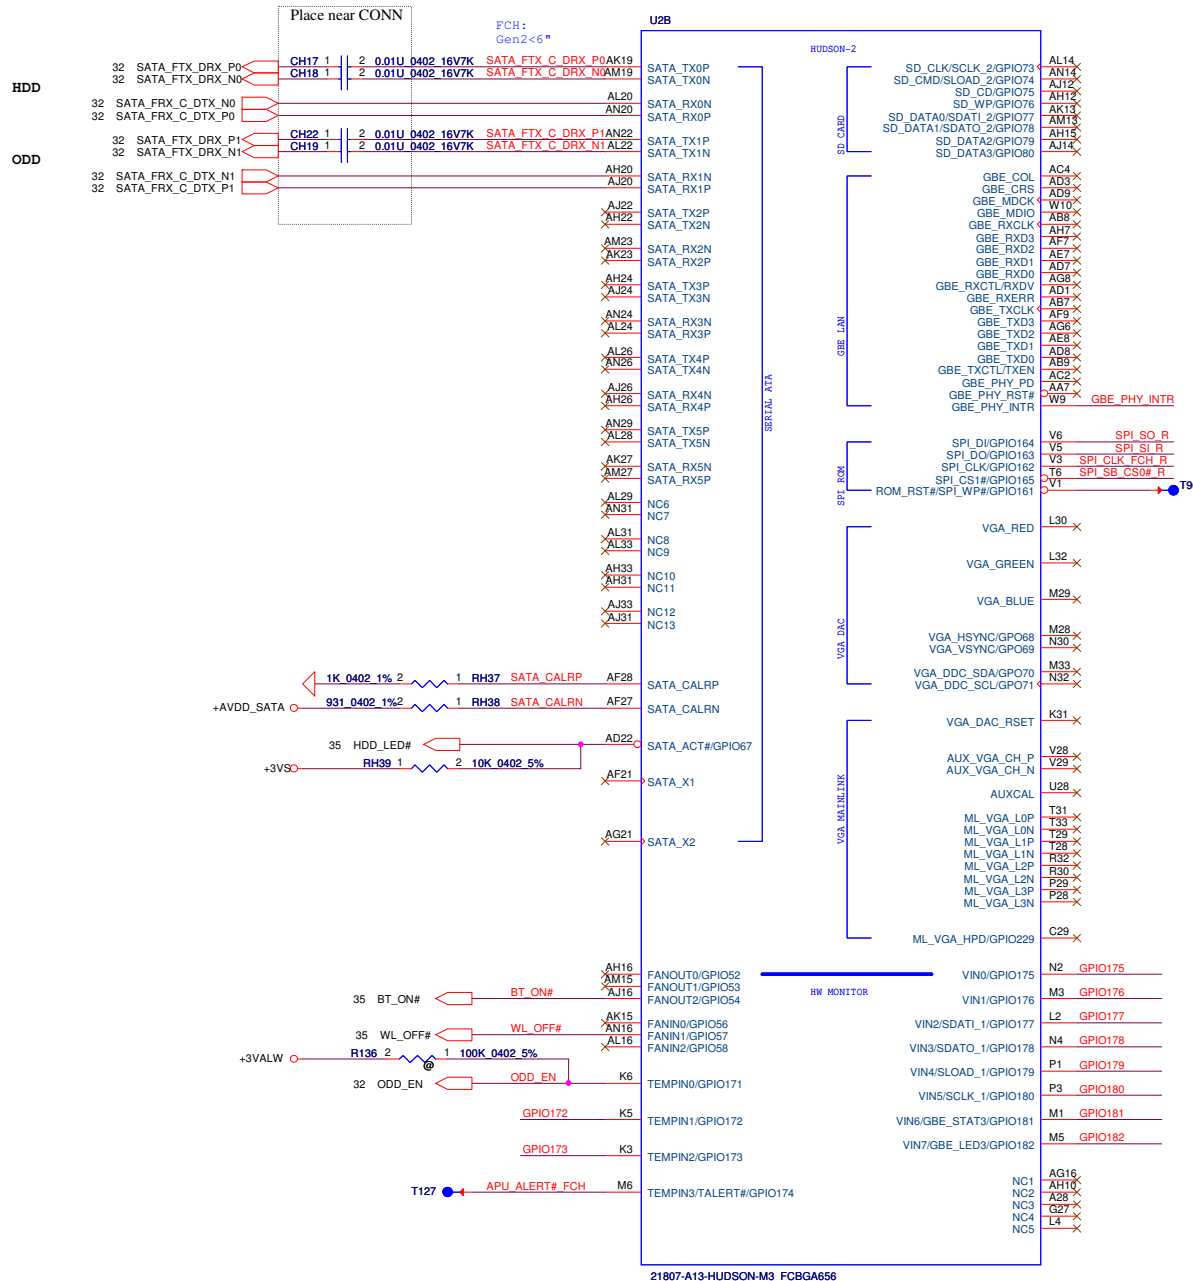 Place near CONN
FCH:
Gen2<6"
U2B
HUDSON-2
HDD
32 SATA_FTX_DRX_P0 CH17 1 2 0.01U_0402_16V7K SATA_FTX_C_DRX_P0 AK19 SATA_TX0P
32 SATA_FTX_DRX_N0 CH18 1 2 0.01U_0402_16V7K SATA_FTX_C_DRX_N0 AM19 SATA_TX0N
32 SATA_FRX_C_DTX_N0 AL20 SATA_RX0N
32 SATA_FRX_C_DTX_P0 AN20 SATA_RX0P
ODD
32 SATA_FTX_DRX_P1 CH22 1 2 0.01U_0402_16V7K SATA_FTX_C_DRX_P1 AN22 SATA_TX1P
32 SATA_FTX_DRX_N1 CH19 1 2 0.01U_0402_16V7K SATA_FTX_C_DRX_N1 AL22 SATA_TX1N
32 SATA_FRX_C_DTX_N1 AH20 SATA_RX1N
32 SATA_FRX_C_DTX_P1 AJ20 SATA_RX1P
AJ22 SATA_TX2P
AH22 SATA_TX2N
AM23 SATA_RX2N
AK23 SATA_RX2P
AH24 SATA_TX3P
AJ24 SATA_TX3N
AN24 SATA_RX3N
AL24 SATA_RX3P
AL26 SATA_TX4P
AN26 SATA_TX4N
AJ26 SATA_RX4N
AH26 SATA_RX4P
AN29 SATA_TX5P
AL28 SATA_TX5N
AK27 SATA_RX5N
AM27 SATA_RX5P
AL29 NC6
AN31 NC7
AL31 NC8
AL33 NC9
AH33 NC10
AH31 NC11
AJ33 NC12
AJ31 NC13
1K_0402_1% 2 1 RH37 SATA_CALRP AF28 SATA_CALRP
+AVDD_SATA 931_0402_1% 2 1 RH38 SATA_CALRN AF27 SATA_CALRN
35 HDD_LED# AD22 SATA_ACT#/GPIO67
+3VS RH39 1 2 10K_0402_5%
AF21 SATA_X1
AG21 SATA_X2
SERIAL ATA
AH16 FANOUT0/GPIO52
AM15 FANOUT1/GPIO53
35 BT_ON# BT_ON# AJ16 FANOUT2/GPIO54
AK15 FANIN0/GPIO56
35 WL_OFF# WL_OFF# AN16 FANIN1/GPIO57
AL16 FANIN2/GPIO58
+3VALW R136 2 1 100K_0402_5%
@
32 ODD_EN ODD_EN K6 TEMPIN0/GPIO171
GPIO172 K5 TEMPIN1/GPIO172
GPIO173 K3 TEMPIN2/GPIO173
T127 APU_ALERT#_FCH M6 TEMPIN3/TALERT#/GPIO174
SD CARD
SD_CLK/SCLK_2/GPIO73 AL14
SD_CMD/SLOAD_2/GPIO74 AN14
SD_CD/GPIO75 AJ12
SD_WP/GPIO76 AH12
SD_DATA0/SDATI_2/GPIO77 AK13
SD_DATA1/SDATO_2/GPIO78 AM13
SD_DATA2/GPIO79 AH15
SD_DATA3/GPIO80 AJ14
GBE LAN
GBE_COL AC4
GBE_CRS AD3
GBE_MDCK AD9
GBE_MDIO W10
GBE_RXCLK AB8
GBE_RXD3 AH7
GBE_RXD2 AF7
GBE_RXD1 AE7
GBE_RXD0 AD7
GBE_RXCTL/RXDV AG8
GBE_RXERR AD1
GBE_TXCLK AB7
GBE_TXD3 AF9
GBE_TXD2 AG6
GBE_TXD1 AE8
GBE_TXD0 AD8
GBE_TXCTL/TXEN AB9
GBE_PHY_PD AC2
GBE_PHY_RST# AA7
GBE_PHY_INTR W9 GBE_PHY_INTR
SPI ROM
SPI_DI/GPIO164 V6 SPI_SO_R
SPI_DO/GPIO163 V5 SPI_SI_R
SPI_CLK/GPIO162 V3 SPI_CLK_FCH_R
SPI_CS1#/GPIO165 T6 SPI_SB_CS0#_R
ROM_RST#/SPI_WP#/GPIO161 V1 T9
VGA DAC
VGA_RED L30
VGA_GREEN L32
VGA_BLUE M29
VGA_HSYNC/GPO68 M28
VGA_VSYNC/GPO69 N30
VGA_DDC_SDA/GPO70 M33
VGA_DDC_SCL/GPO71 N32
VGA_DAC_RSET K31
VGA MAINLINK
AUX_VGA_CH_P V28
AUX_VGA_CH_N V29
AUXCAL U28
ML_VGA_L0P T31
ML_VGA_L0N T33
ML_VGA_L1P T29
ML_VGA_L1N T28
ML_VGA_L2P R32
ML_VGA_L2N R30
ML_VGA_L3P P29
ML_VGA_L3N P28
ML_VGA_HPD/GPIO229 C29
HW MONITOR
VIN0/GPIO175 N2 GPIO175
VIN1/GPIO176 M3 GPIO176
VIN2/SDATI_1/GPIO177 L2 GPIO177
VIN3/SDATO_1/GPIO178 N4 GPIO178
VIN4/SLOAD_1/GPIO179 P1 GPIO179
VIN5/SCLK_1/GPIO180 P3 GPIO180
VIN6/GBE_STAT3/GPIO181 M1 GPIO181
VIN7/GBE_LED3/GPIO182 M5 GPIO182
NC1 AG16
NC2 AH10
NC3 A28
NC4 G27
NC5 L4
21807-A13-HUDSON-M3_FCBGA656